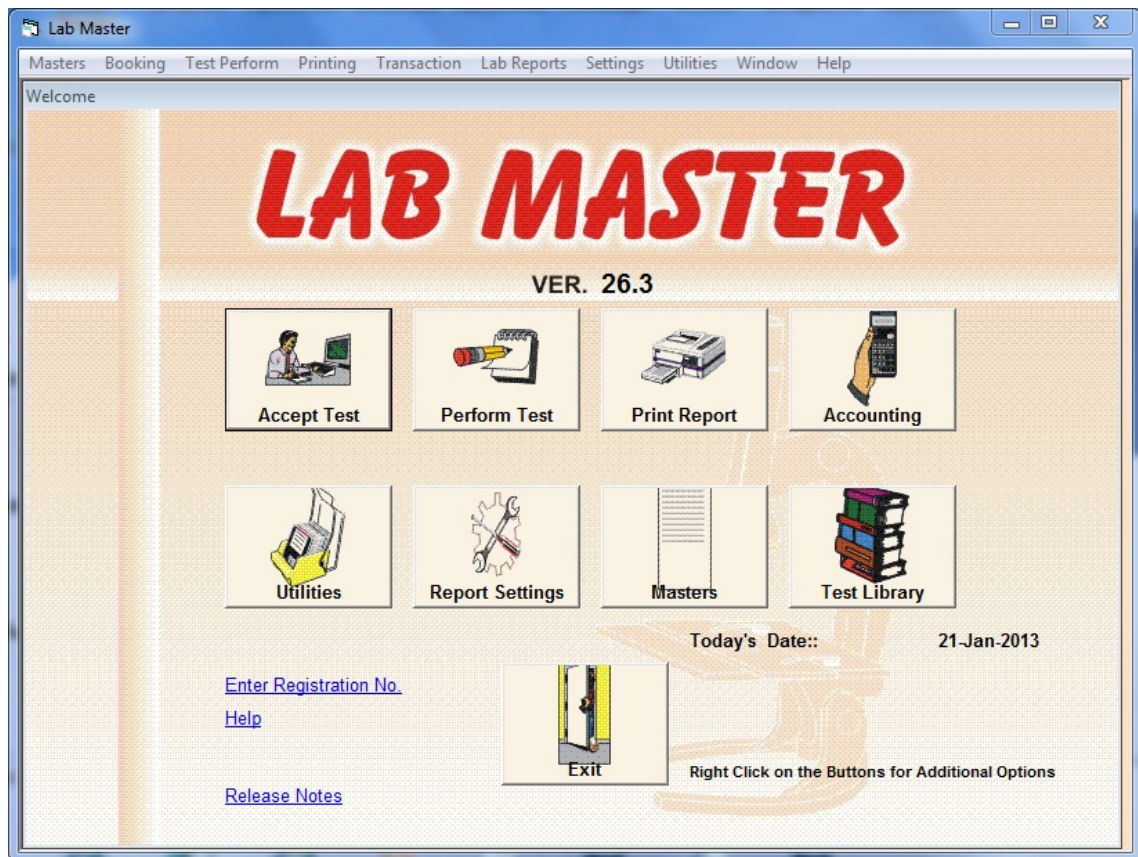 Lab Master
Masters Booking Test Perform Printing Transaction Lab Reports Settings Utilities Window Help
Welcome
LAB MASTER
VER. 26.3
Accept Test Perform Test Print Report Accounting
Utilities Report Settings Masters Test Library
Today's Date:: 21-Jan-2013
Enter Registration No.
Help
Exit
Right Click on the Buttons for Additional Options
Release Notes